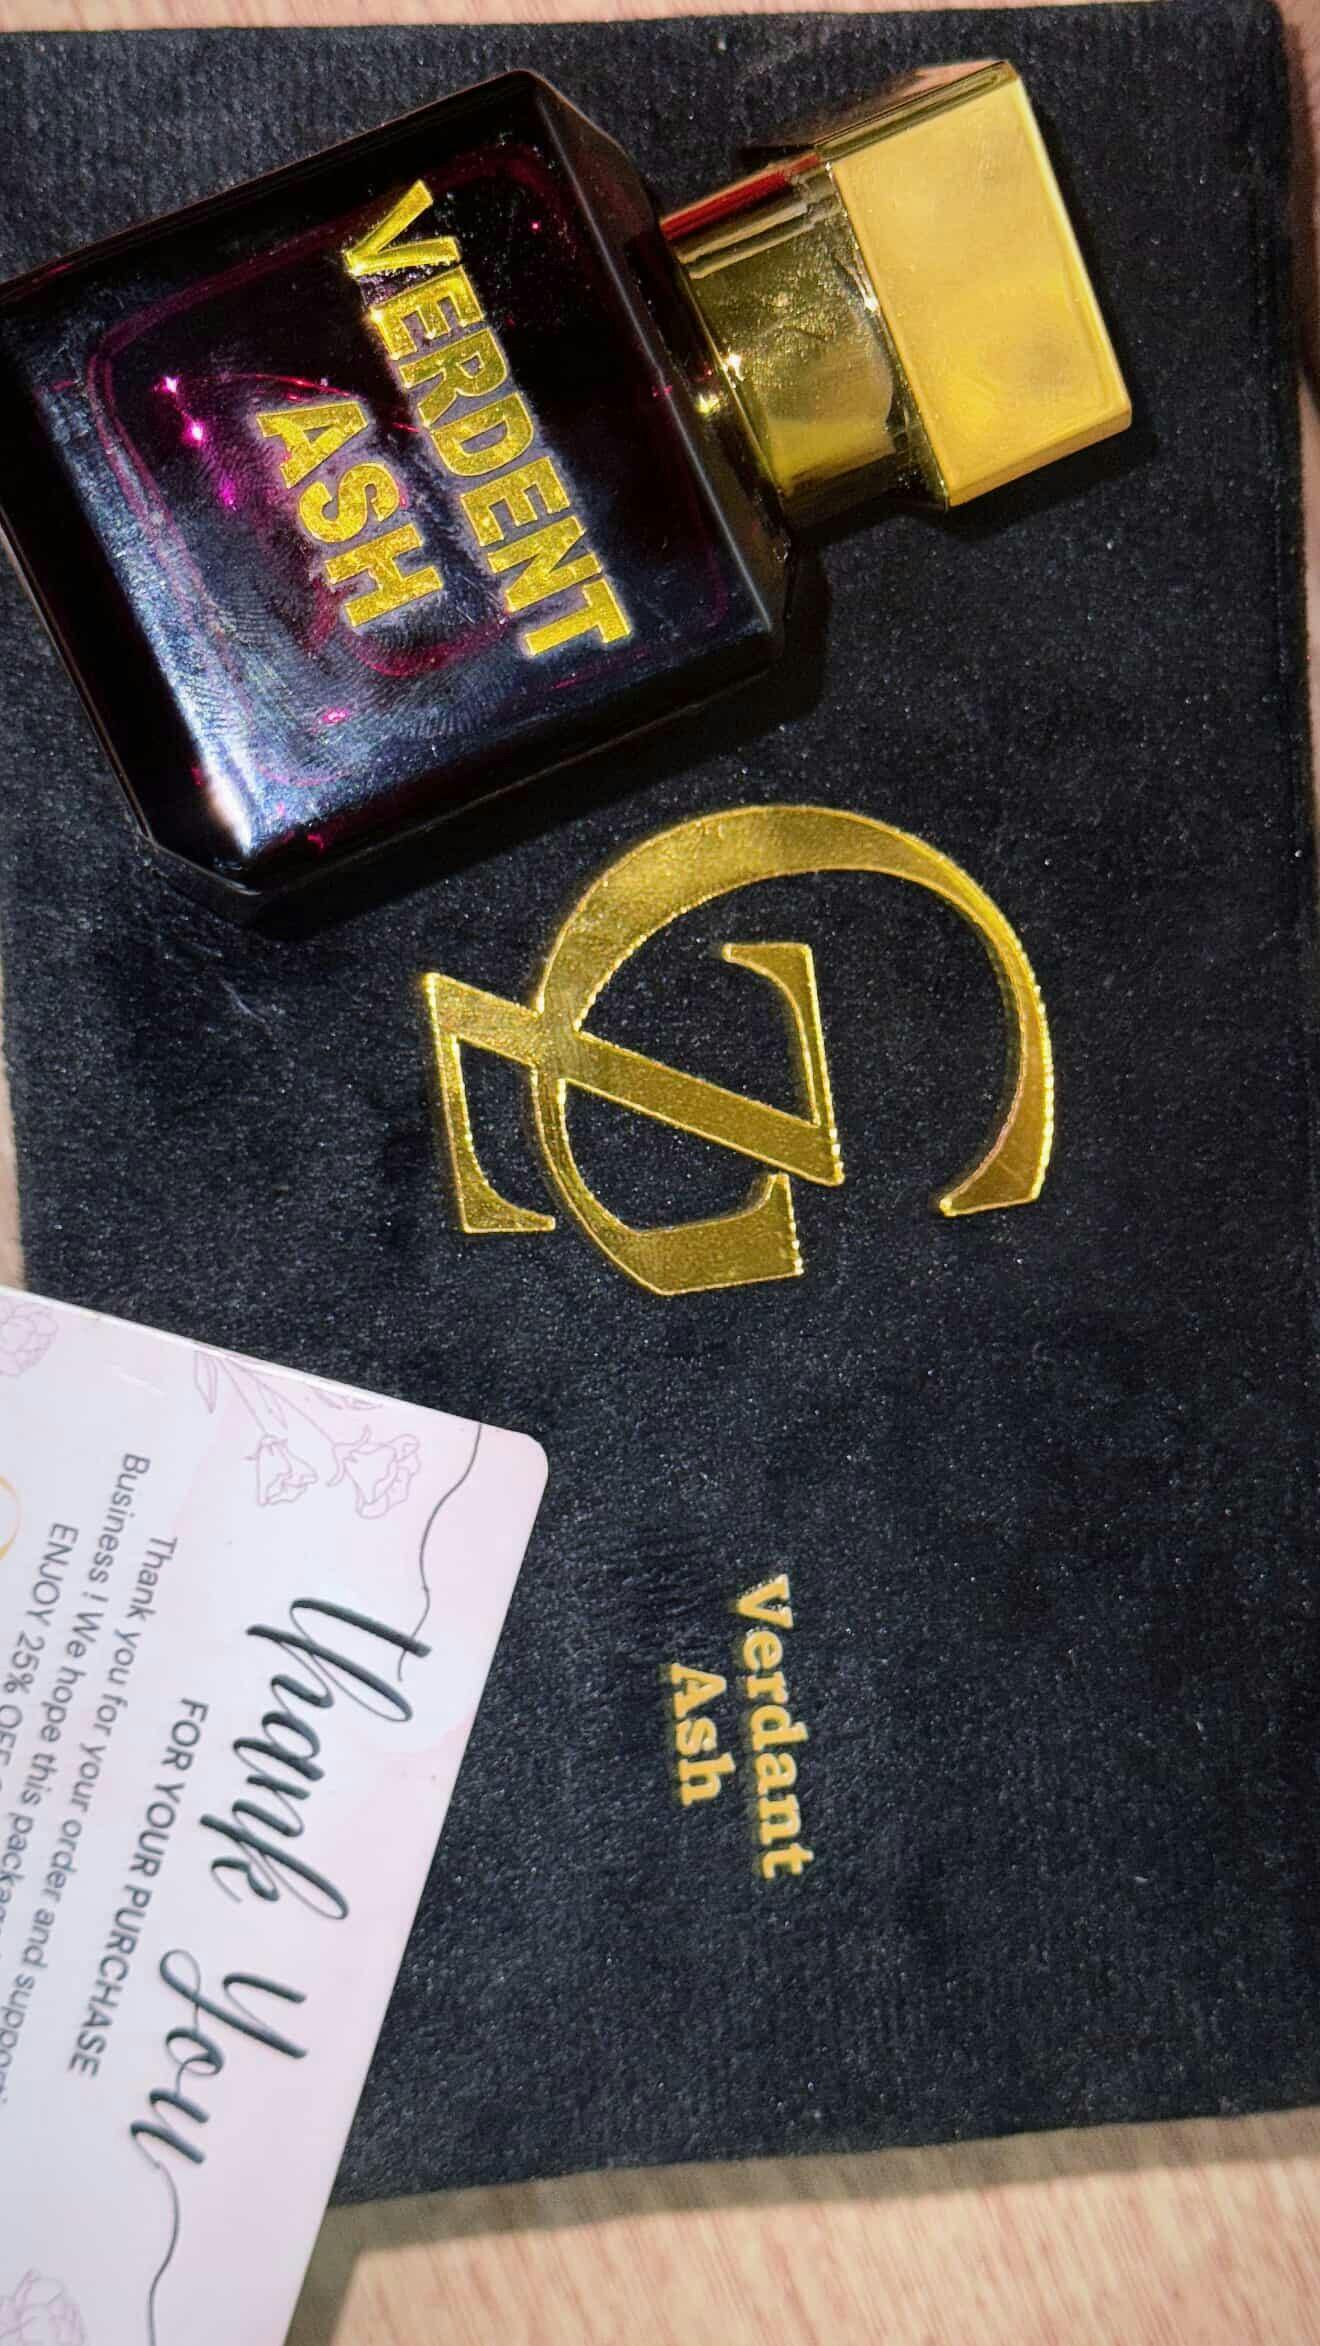 VERDENT
ASH
Verdant
Ash
thank you
FOR YOUR PURCHASE
Thank you for your order and support
Business ! We hope this
ENJOY 25%